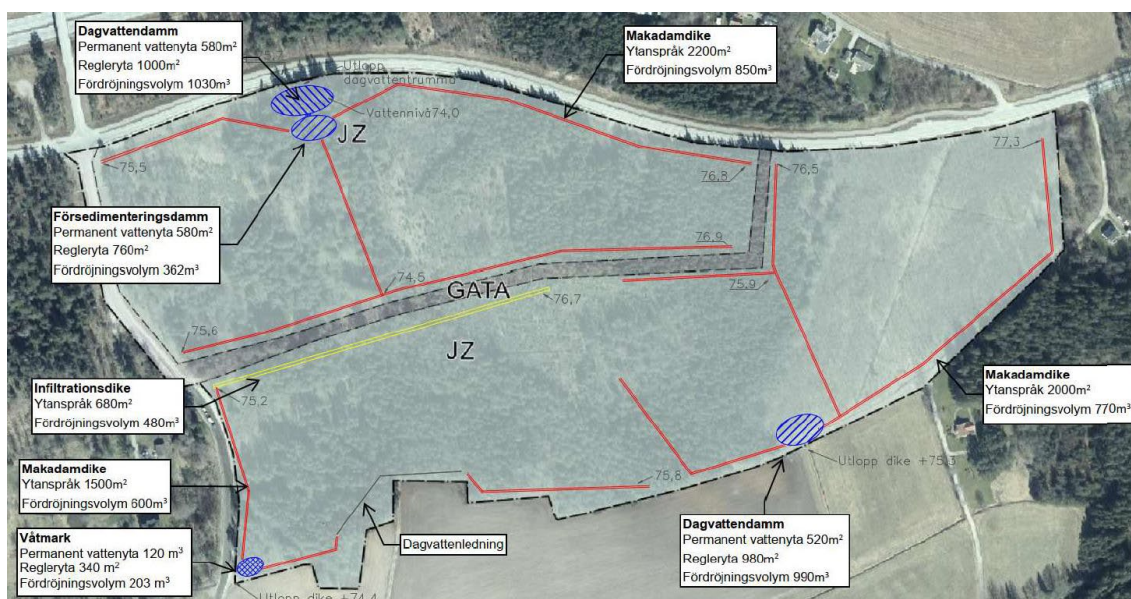 Dagvattendamm
Permanent vattenyta 580m²
Regleryta 1000m²
Fördröjningsvolym 1030m³
Makadamdike
Ytanspråk 2200m²
Fördröjningsvolym 850m³
Utlopp
dagvattentrumma
Vattennivå74,0
JZ
75,5
76,8
76,5
77,3
Försedimenteringsdamm
Permanent vattenyta 580m²
Regleryta 760m²
Fördröjningsvolym 362m³
76,9
74,5
GATA
75,9
76,7
75,6
JZ
Infiltrationsdike
Ytanspråk 680m²
Fördröjningsvolym 480m³
75,2
Makadamdike
Ytanspråk 2000m²
Fördröjningsvolym 770m³
Makadamdike
Ytanspråk 1500m²
Fördröjningsvolym 600m³
Utlopp dike +75,3
75,8
Våtmark
Permanent vattenyta 120 m³
Regleryta 340 m²
Fördröjningsvolym 203 m³
Dagvattenledning
Dagvattendamm
Permanent vattenyta 520m²
Regleryta 980m²
Fördröjningsvolym 990m³
Utlopp dike +74,4